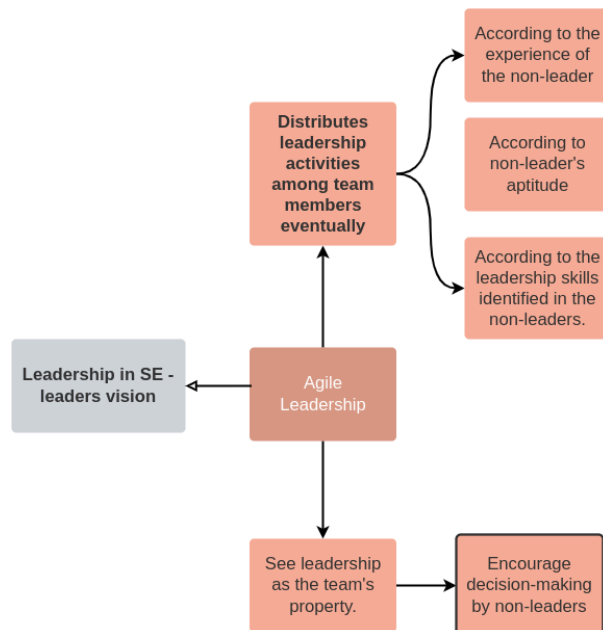 According to the
experience of
the non-leader
Distributes
leadership
activities
among team
members
eventually
According to
non-leader's
aptitude
According to the
leadership skills
identified in the
non-leaders.
Leadership in SE -
leaders vision
Agile
Leadership
See leadership
as the team's
property.
Encourage
decision-making
by non-leaders